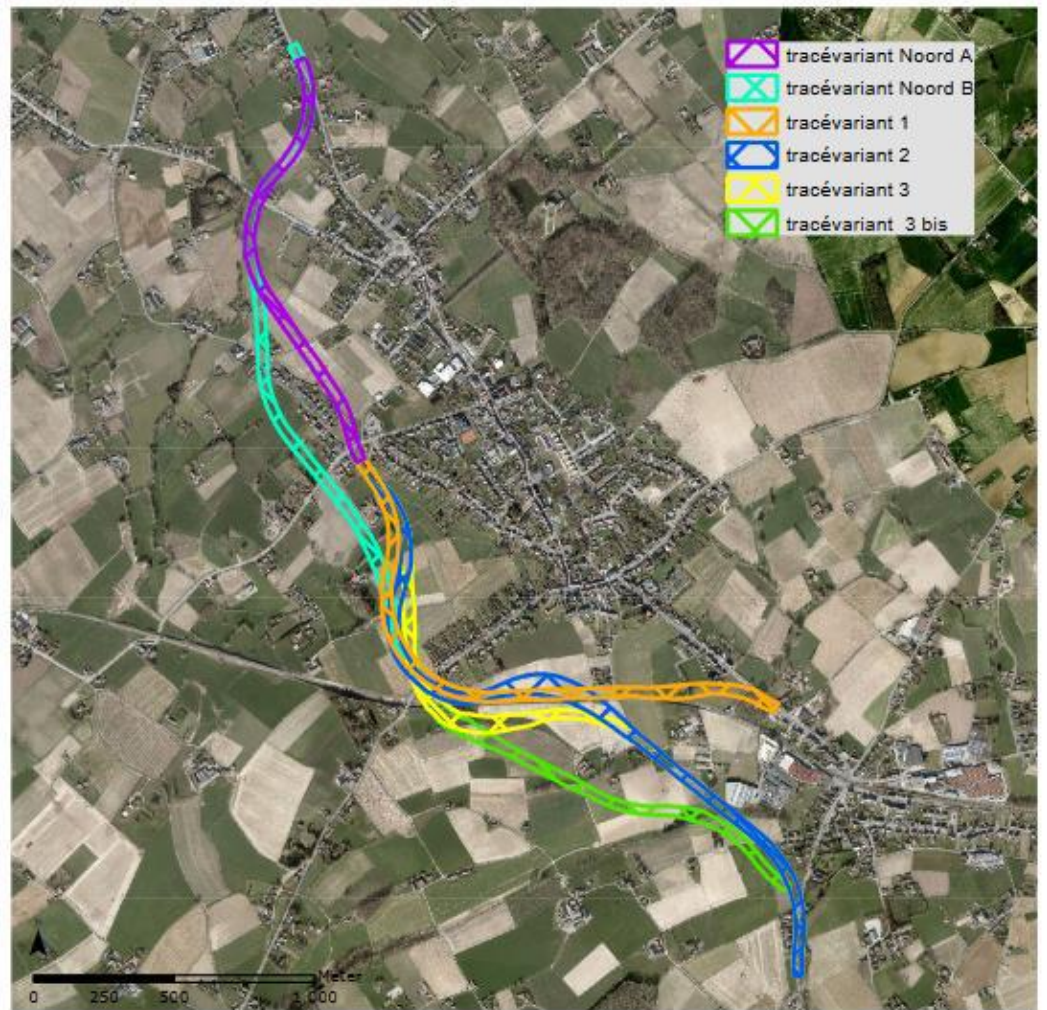 tracévariant Noord A
tracévariant Noord B
tracévariant 1
tracévariant 2
tracévariant 3
tracévariant 3 bis
Meter
0 250 500 1.000